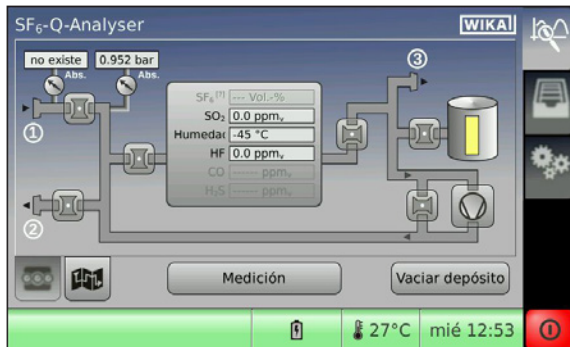 SF₆-Q-Analyser
WIKA
no existe
0.952 bar
Abs.
Abs.
③
①
②
SF₆ [?] --- Vol.-%
SO₂ 0.0 ppmᵥ
Humedac -45 °C
HF 0.0 ppmᵥ
CO ------ ppmᵥ
H₂S ------ ppmᵥ
Medición
Vaciar depósito
27°C
mié 12:53